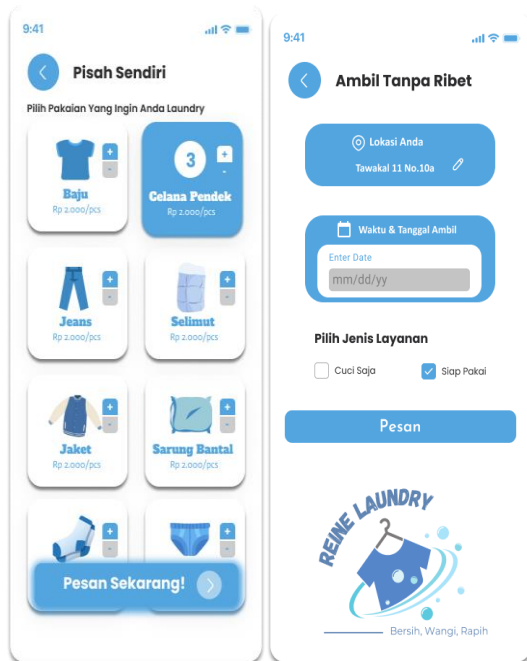 9:41
Pisah Sendiri
Pilih Pakaian Yang Ingin Anda Laundry
+
-
Baju
Rp 2.000/pcs
3
+
-
Celana Pendek
Rp 2.000/pcs
+
-
Jeans
Rp 2.000/pcs
+
-
Selimut
Rp 2.000/pcs
+
-
Jaket
Rp 2.000/pcs
+
-
Sarung Bantal
Rp 2.000/pcs
+
-
+
-
Pesan Sekarang!
9:41
Ambil Tanpa Ribet
Lokasi Anda
Tawakal 11 No.10a
Waktu & Tanggal Ambil
Enter Date
mm/dd/yy
Pilih Jenis Layanan
Cuci Saja
Siap Pakai
Pesan
REINE LAUNDRY
Bersih, Wangi, Rapih